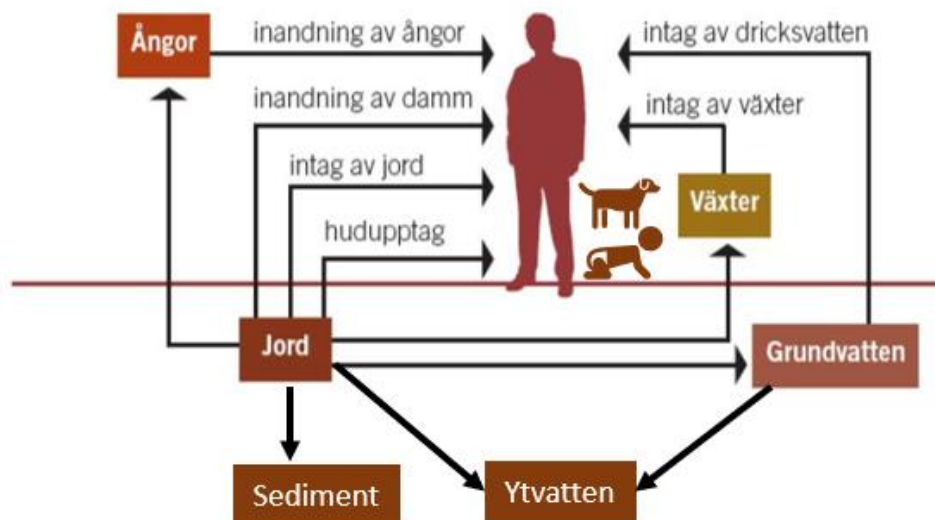 Ångor
inandning av ångor
intag av dricksvatten
inandning av damm
intag av växter
intag av jord
Växter
hudupptag
Jord
Grundvatten
Sediment
Ytvatten